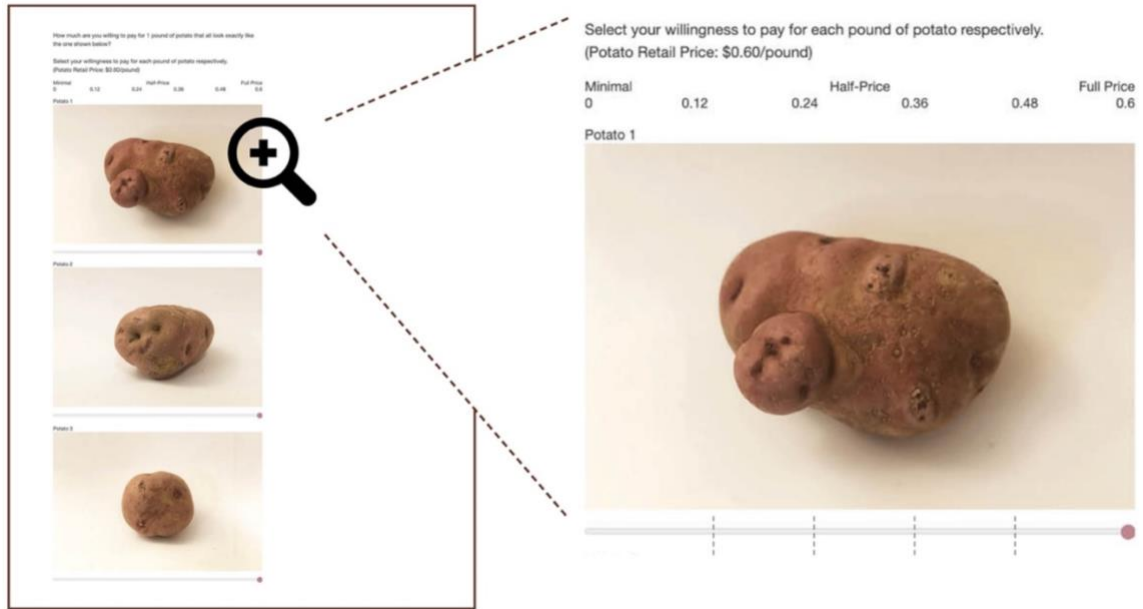 How much are you willing to pay for 1 pound of potato that all look exactly like
the one shown below?
Select your willingness to pay for each pound of potato respectively.
(Potato Retail Price: $0.60/pound)
Minimal Half-Price Full Price
0 0.12 0.24 0.36 0.48 0.6
Potato 1
Potato 2
Potato 3
Select your willingness to pay for each pound of potato respectively.
(Potato Retail Price: $0.60/pound)
Minimal Half-Price Full Price
0 0.12 0.24 0.36 0.48 0.6
Potato 1